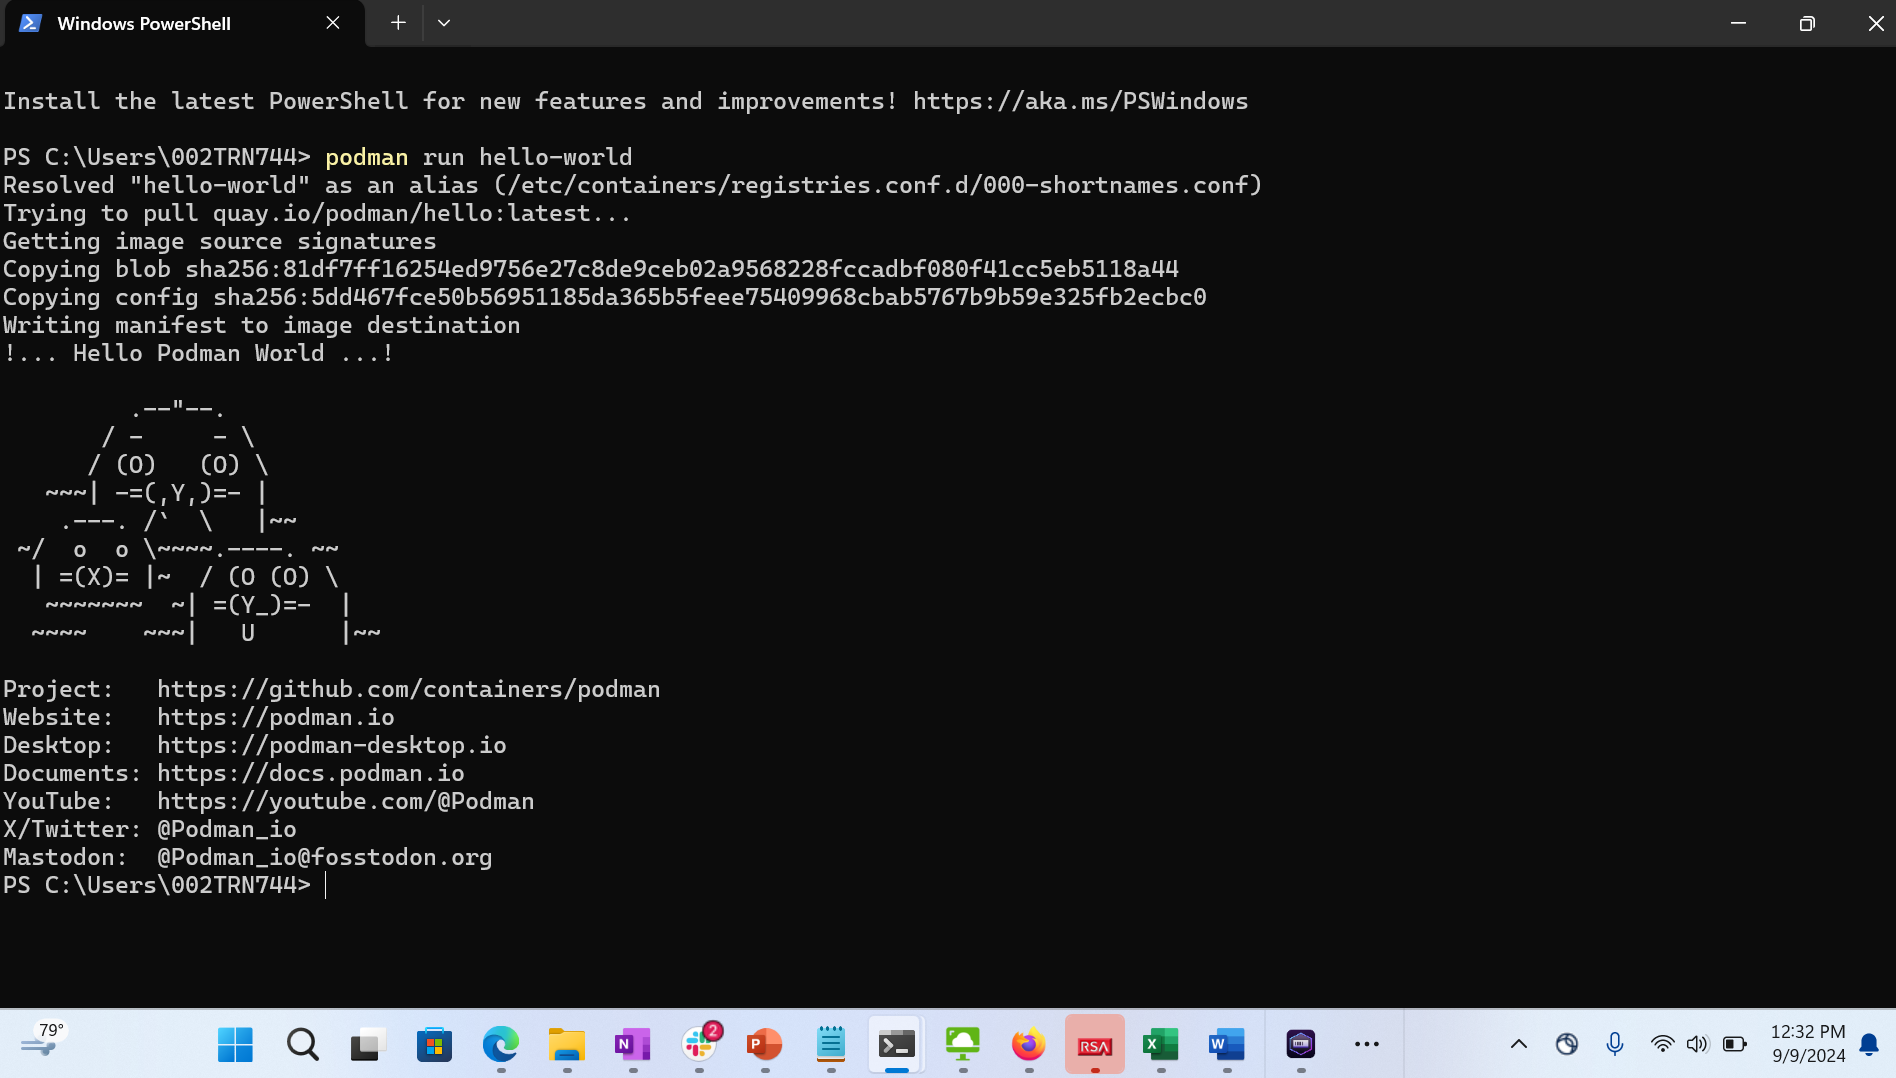 Windows PowerShell
Install the latest PowerShell for new features and improvements! https://aka.ms/PSWindows
PS C:\Users\002TRN744> podman run hello-world
Resolved "hello-world" as an alias (/etc/containers/registries.conf.d/000-shortnames.conf)
Trying to pull quay.io/podman/hello:latest...
Getting image source signatures
Copying blob sha256:81df7ff16254ed9756e27c8de9ceb02a9568228fccadbf080f41cc5eb5118a44
Copying config sha256:5dd467fce50b56951185da365b5feee75409968cbab5767b9b59e325fb2ecbc0
Writing manifest to image destination
!... Hello Podman World ...!
         .--"--.
       / -     - \
      / (O)   (O) \
   ~~~| -=(,Y,)=- |
    .---. /`  \   |~~
 ~/  o  o \~~~~.----. ~~
  | =(X)= |~  / (O (O) \
   ~~~~~~~  ~| =(Y_)=-  |
  ~~~~    ~~~|   U      |~~
Project:   https://github.com/containers/podman
Website:   https://podman.io
Desktop:   https://podman-desktop.io
Documents: https://docs.podman.io
YouTube:   https://youtube.com/@Podman
X/Twitter: @Podman_io
Mastodon:  @Podman_io@fosstodon.org
PS C:\Users\002TRN744>
79°
N
2
P
RSA
X
W
12:32 PM
9/9/2024